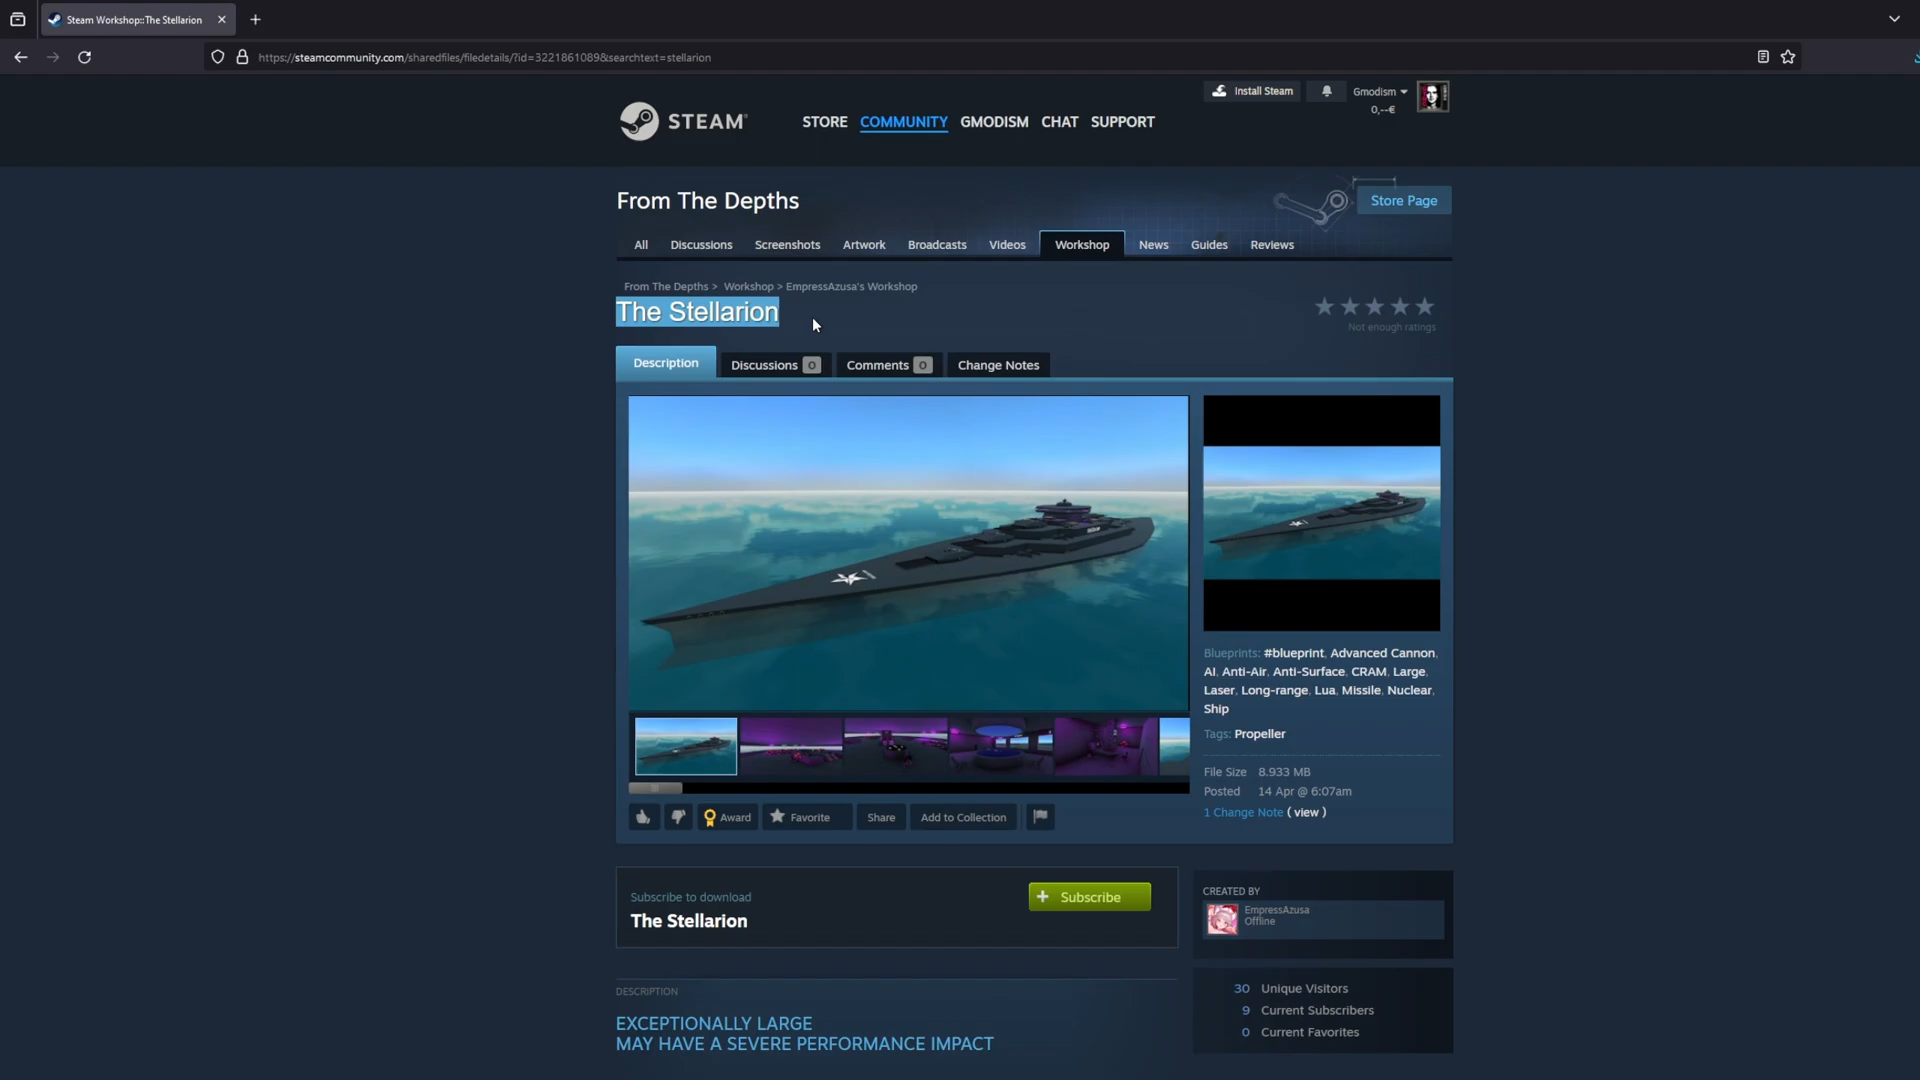 Steam Workshop::The Stellarion
https://steamcommunity.com/sharedfiles/filedetails/?id=3221861089&searchtext=stellarion
Install Steam
Gmodism
0,--€
STEAM
STORE COMMUNITY GMODISM CHAT SUPPORT
From The Depths
Store Page
All Discussions Screenshots Artwork Broadcasts Videos Workshop News Guides Reviews
From The Depths > Workshop > EmpressAzusa's Workshop
The Stellarion
Not enough ratings
Description Discussions 0 Comments 0 Change Notes
Blueprints: #blueprint, Advanced Cannon,
AI, Anti-Air, Anti-Surface, CRAM, Large,
Laser, Long-range, Lua, Missile, Nuclear,
Ship
Tags: Propeller
File Size 8.933 MB
Posted 14 Apr @ 6:07am
1 Change Note ( view )
Award Favorite Share Add to Collection
Subscribe to download
The Stellarion
Subscribe
CREATED BY
EmpressAzusa
Offline
DESCRIPTION
EXCEPTIONALLY LARGE
MAY HAVE A SEVERE PERFORMANCE IMPACT
30 Unique Visitors
9 Current Subscribers
0 Current Favorites